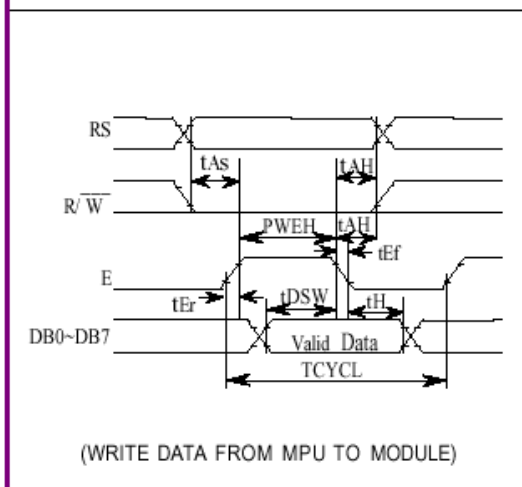 RS
tAs
tAH
R/W
PWEH
tAH
tEf
E
tEr
tDSW
tH
DB0~DB7
Valid Data
TCYCL
(WRITE DATA FROM MPU TO MODULE)